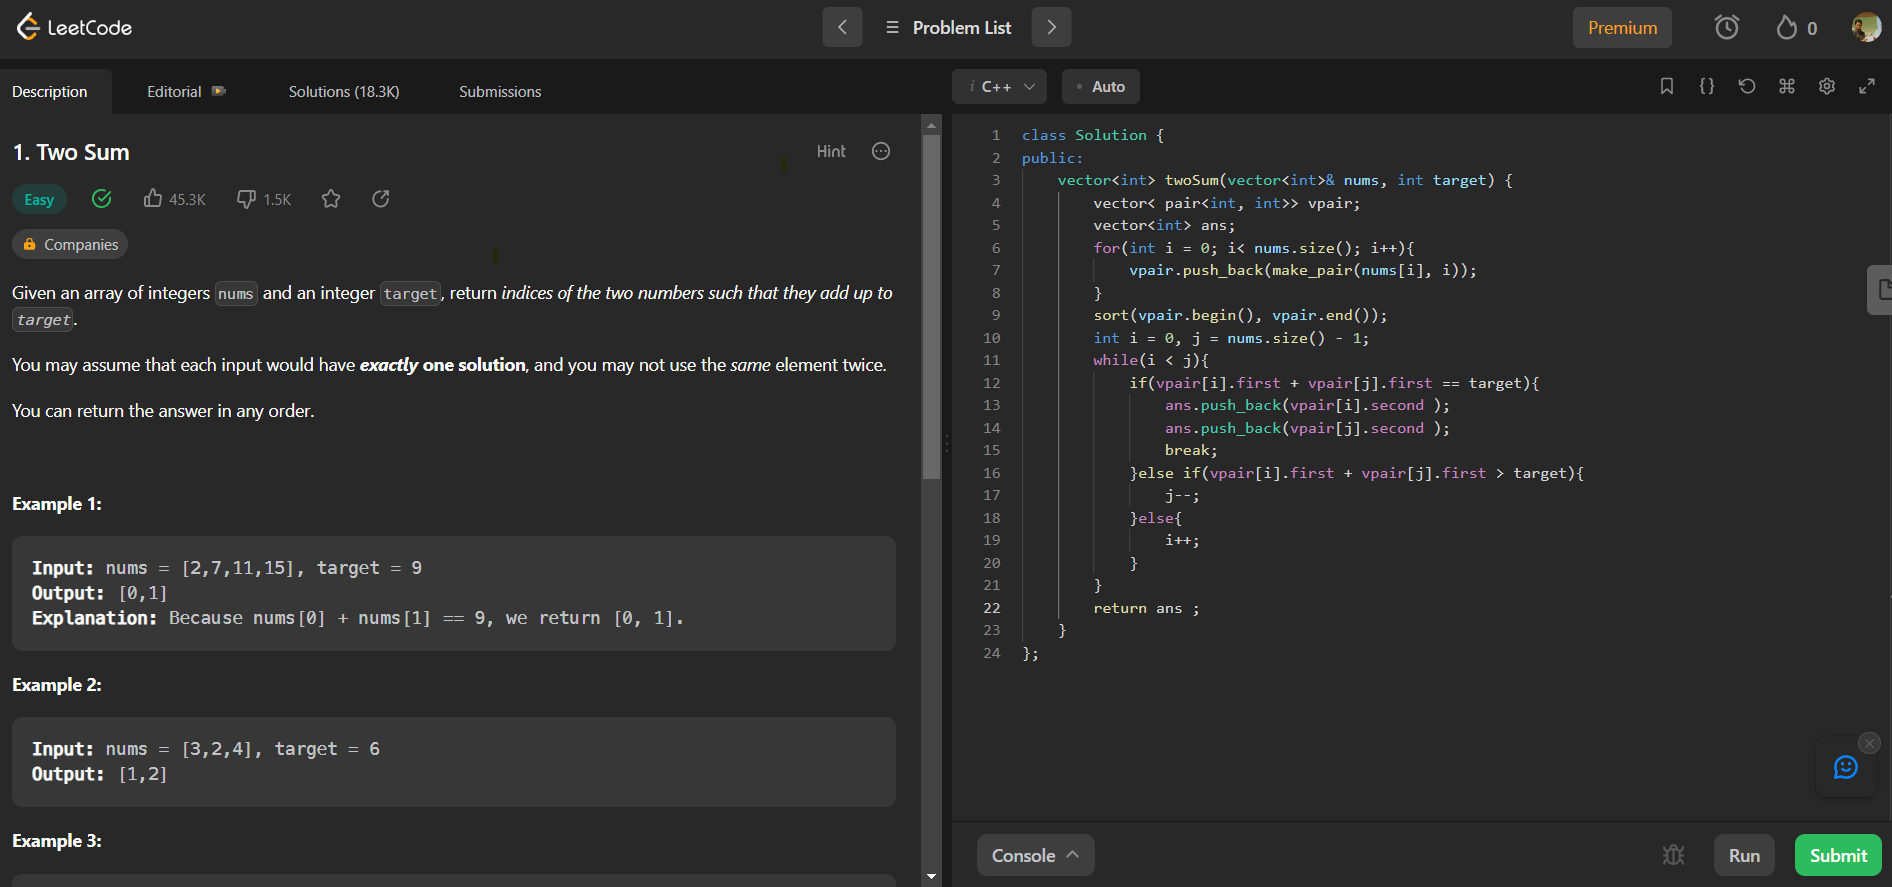 LeetCode
Problem List
Premium
0
Description
Editorial
Solutions (18.3K)
Submissions
1. Two Sum
Hint
Easy
45.3K
1.5K
Companies
Given an array of integers nums and an integer target, return indices of the two numbers such that they add up to
target.
You may assume that each input would have exactly one solution, and you may not use the same element twice.
You can return the answer in any order.
Example 1:
Input: nums = [2,7,11,15], target = 9
Output: [0,1]
Explanation: Because nums[0] + nums[1] == 9, we return [0, 1].
Example 2:
Input: nums = [3,2,4], target = 6
Output: [1,2]
Example 3:
i C++
• Auto
1 class Solution {
2 public:
3     vector<int> twoSum(vector<int>& nums, int target) {
4         vector< pair<int, int>> vpair;
5         vector<int> ans;
6         for(int i = 0; i< nums.size(); i++){
7             vpair.push_back(make_pair(nums[i], i));
8         }
9         sort(vpair.begin(), vpair.end());
10         int i = 0, j = nums.size() - 1;
11         while(i < j){
12             if(vpair[i].first + vpair[j].first == target){
13                 ans.push_back(vpair[i].second );
14                 ans.push_back(vpair[j].second );
15                 break;
16             }else if(vpair[i].first + vpair[j].first > target){
17                 j--;
18             }else{
19                 i++;
20             }
21         }
22         return ans ;
23     }
24 };
Console
Run
Submit